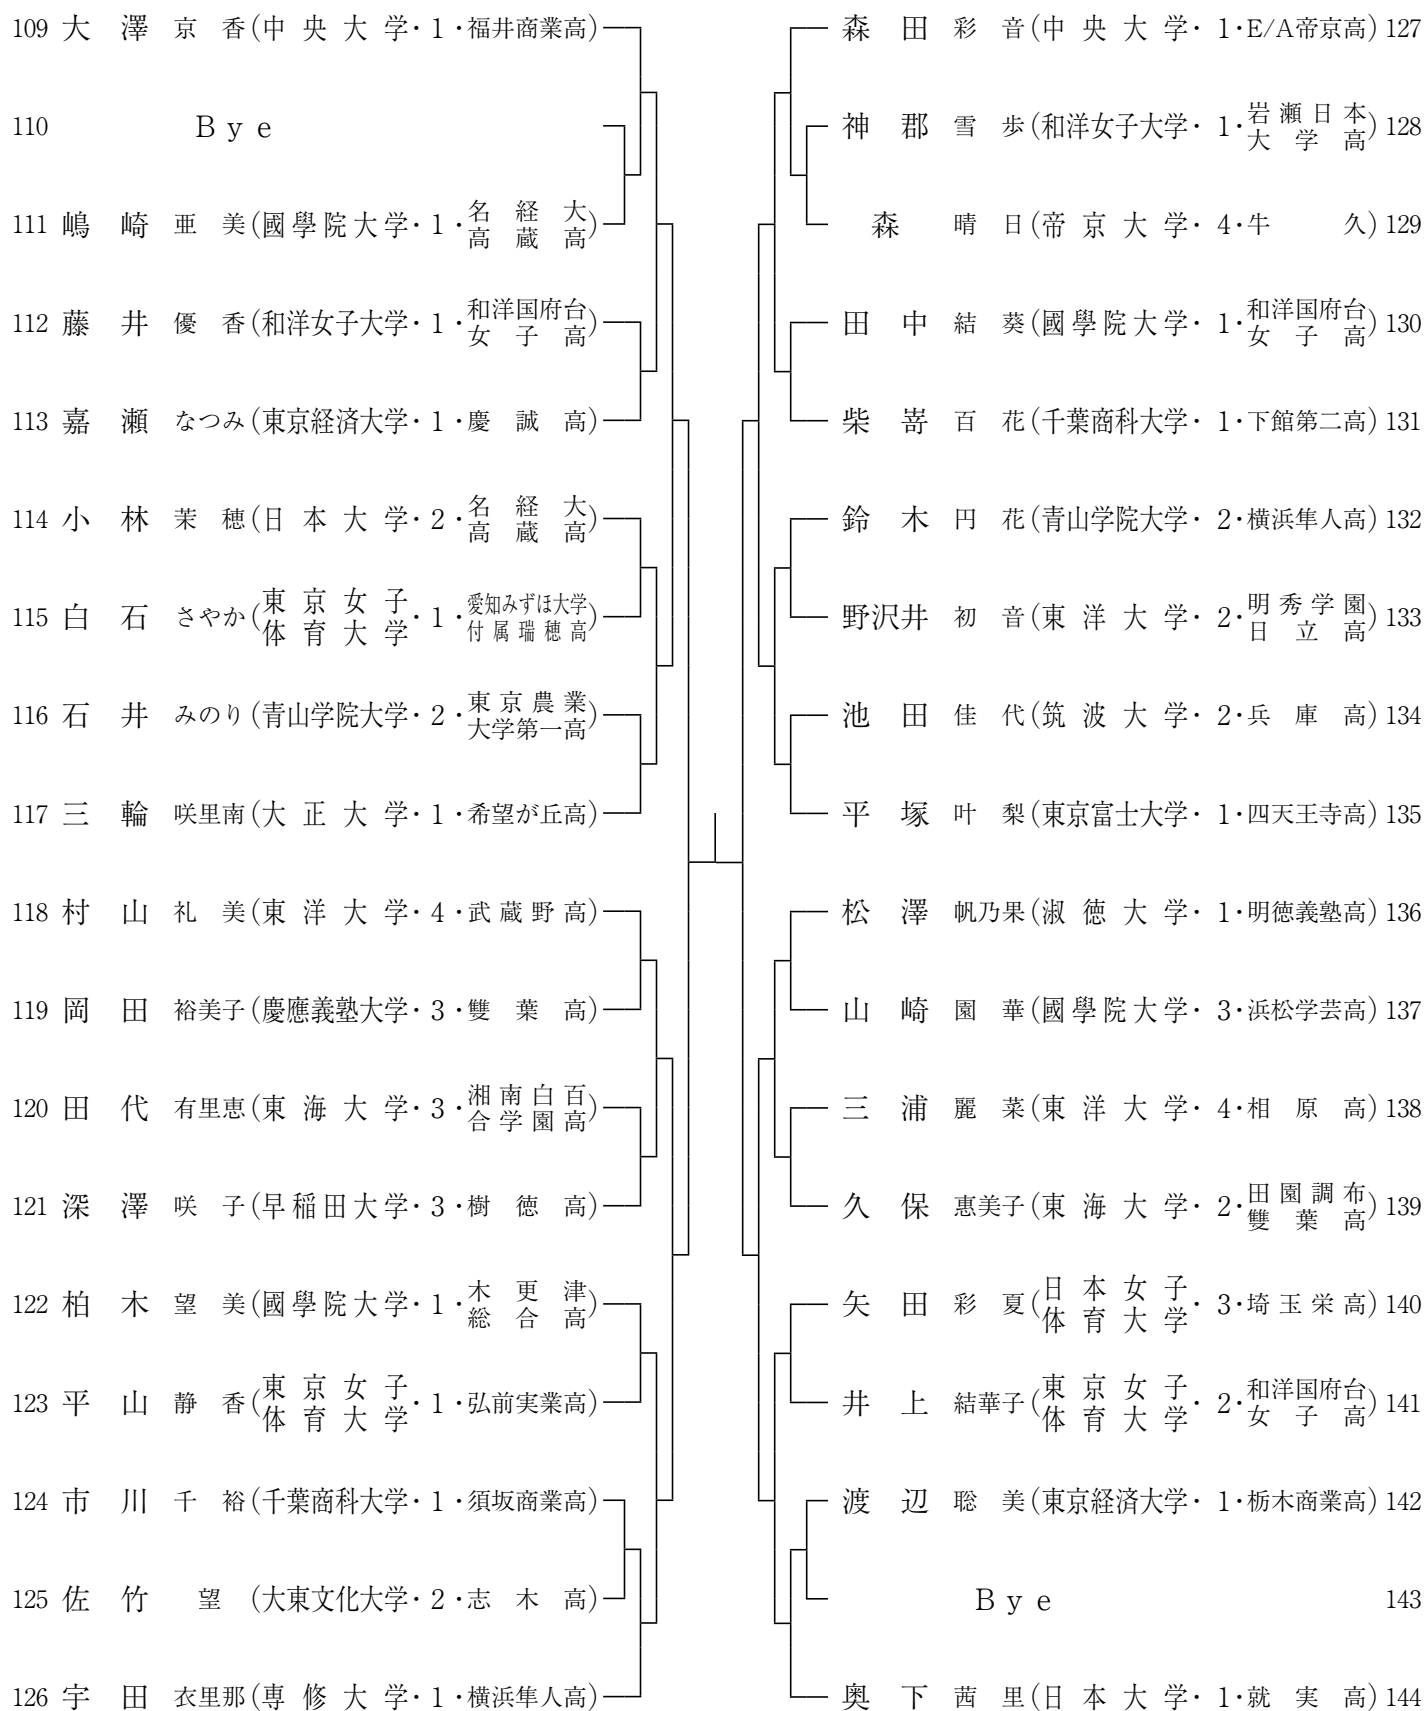 109 大澤 京香(中央大学・1・福井商業高)
110 Bye
111 嶋崎 亜美(國學院大学・1・名経大高蔵高)
112 藤井 優香(和洋女子大学・1・和洋国府台女子高)
113 嘉瀬 なつみ(東京経済大学・1・慶誠高)
114 小林 茉穂(日本大学・2・名経大高蔵高)
115 白石 さやか(東京女子体育大学・1・愛知みずほ大学付属瑞穂高)
116 石井 みのり(青山学院大学・2・東京農業大学第一高)
117 三輪 咲里南(大正大学・1・希望が丘高)
118 村山 礼美(東洋大学・4・武蔵野高)
119 岡田 裕美子(慶應義塾大学・3・雙葉高)
120 田代 有里恵(東海大学・3・湘南白百合学園高)
121 深澤 咲子(早稲田大学・3・樹徳高)
122 柏木 望美(國學院大学・1・木更津総合高)
123 平山 静香(東京女子体育大学・1・弘前実業高)
124 市川 千裕(千葉商科大学・1・須坂商業高)
125 佐竹 望(大東文化大学・2・志木高)
126 宇田 衣里那(専修大学・1・横浜隼人高)
森田 彩音(中央大学・1・E/A帝京高) 127
神郡 雪歩(和洋女子大学・1・岩瀬日本大学高) 128
森 晴日(帝京大学・4・牛久) 129
田中 結葵(國學院大学・1・和洋国府台女子高) 130
柴嵜 百花(千葉商科大学・1・下館第二高) 131
鈴木 円花(青山学院大学・2・横浜隼人高) 132
野沢井 初音(東洋大学・2・明秀学園日立高) 133
池田 佳代(筑波大学・2・兵庫高) 134
平塚 叶梨(東京富士大学・1・四天王寺高) 135
松澤 帆乃果(淑徳大学・1・明徳義塾高) 136
山崎 園華(國學院大学・3・浜松学芸高) 137
三浦 麗菜(東洋大学・4・相原高) 138
久保 惠美子(東海大学・2・田園調布雙葉高) 139
矢田 彩夏(日本女子体育大学・3・埼玉栄高) 140
井上 結華子(東京女子体育大学・2・和洋国府台女子高) 141
渡辺 聡美(東京経済大学・1・栃木商業高) 142
Bye 143
奥下 茜里(日本大学・1・就実高) 144